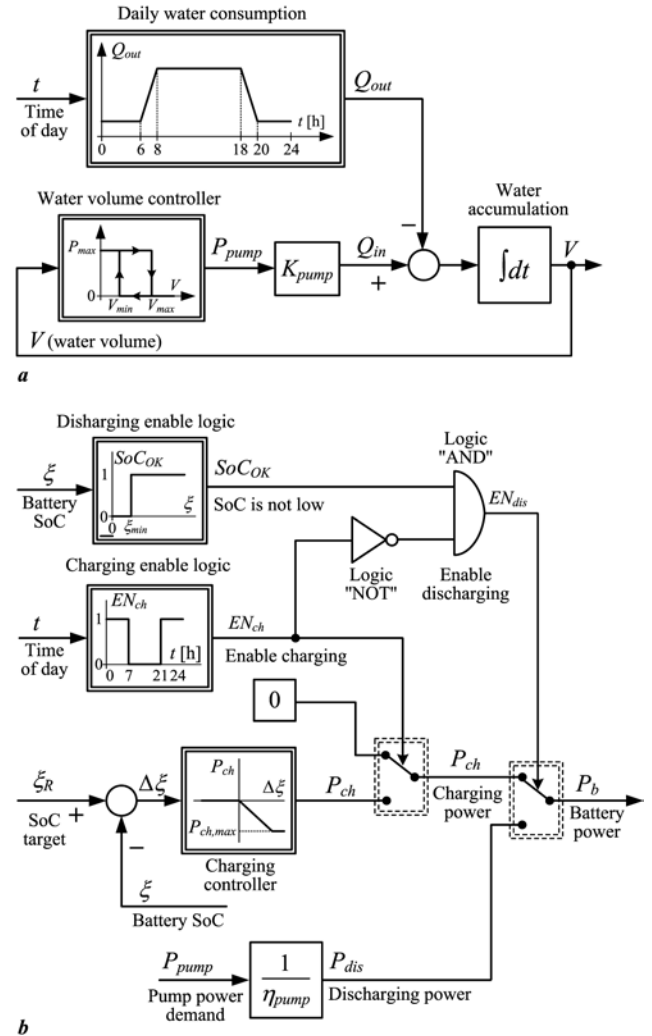 Daily water consumption
Q_out
t [h]
0 6 8 18 20 24
t
Time
of day
Q_out
Water volume controller
P_max
0
V_min V_max
V
P_pump
K_pump
Q_in
+
−
Water
accumulation
∫dt
V
V (water volume)
a
Disharging enable logic
SoC_OK
1
0
0 ξ_min
ξ
ξ
Battery
SoC
SoC_OK
SoC is not low
Logic
"AND"
EN_dis
Logic
"NOT"
Enable
discharging
Charging enable logic
EN_ch
1
0
t [h]
0 7 21 24
t
Time
of day
EN_ch
Enable charging
0
ξ_R
SoC
target
+
−
Δξ
P_ch
Δξ
P_ch,max
Charging
controller
P_ch
P_ch
Charging
power
P_b
Battery
power
ξ
Battery SoC
P_pump
Pump power
demand
1
η_pump
P_dis
Discharging power
b